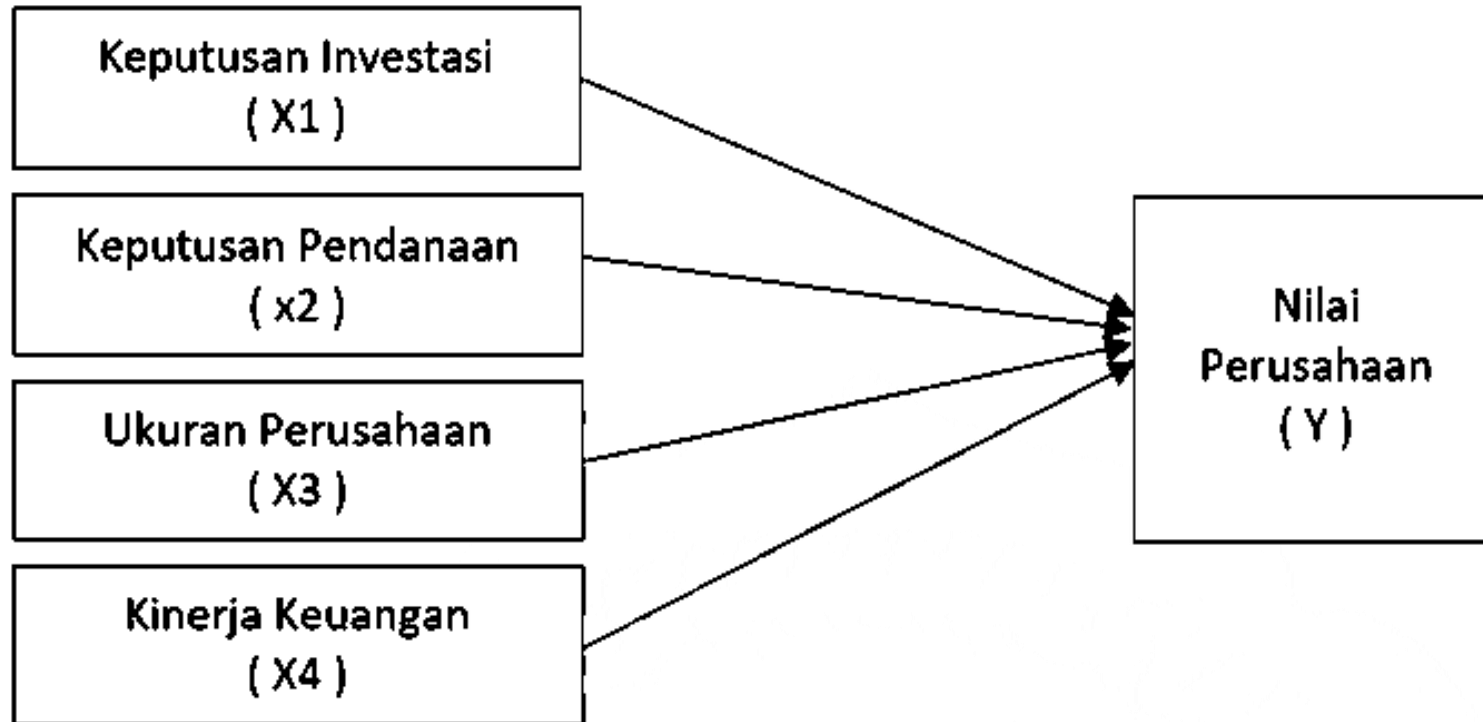 Keputusan Investasi
( X1 )
Keputusan Pendanaan
( x2 )
Ukuran Perusahaan
( X3 )
Kinerja Keuangan
( X4 )
Nilai
Perusahaan
( Y )